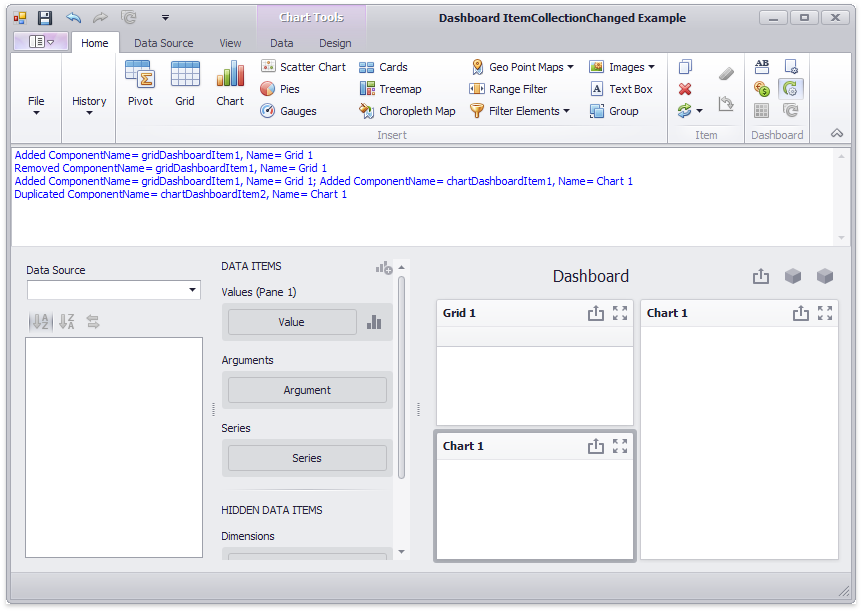 Chart Tools
Dashboard ItemCollectionChanged Example
Home
Data Source
View
Data
Design
File
History
Pivot
Grid
Chart
Scatter Chart
Pies
Gauges
Cards
Treemap
Choropleth Map
Geo Point Maps
Range Filter
Filter Elements
Images
Text Box
Group
AB
Insert
Item
Dashboard
Added ComponentName= gridDashboardItem1, Name= Grid 1
Removed ComponentName= gridDashboardItem1, Name= Grid 1
Added ComponentName= gridDashboardItem1, Name= Grid 1; Added ComponentName= chartDashboardItem1, Name= Chart 1
Duplicated ComponentName= chartDashboardItem2, Name= Chart 1
Data Source
DATA ITEMS
Values (Pane 1)
Value
Arguments
Argument
Series
Series
HIDDEN DATA ITEMS
Dimensions
Dashboard
Grid 1
Chart 1
Chart 1